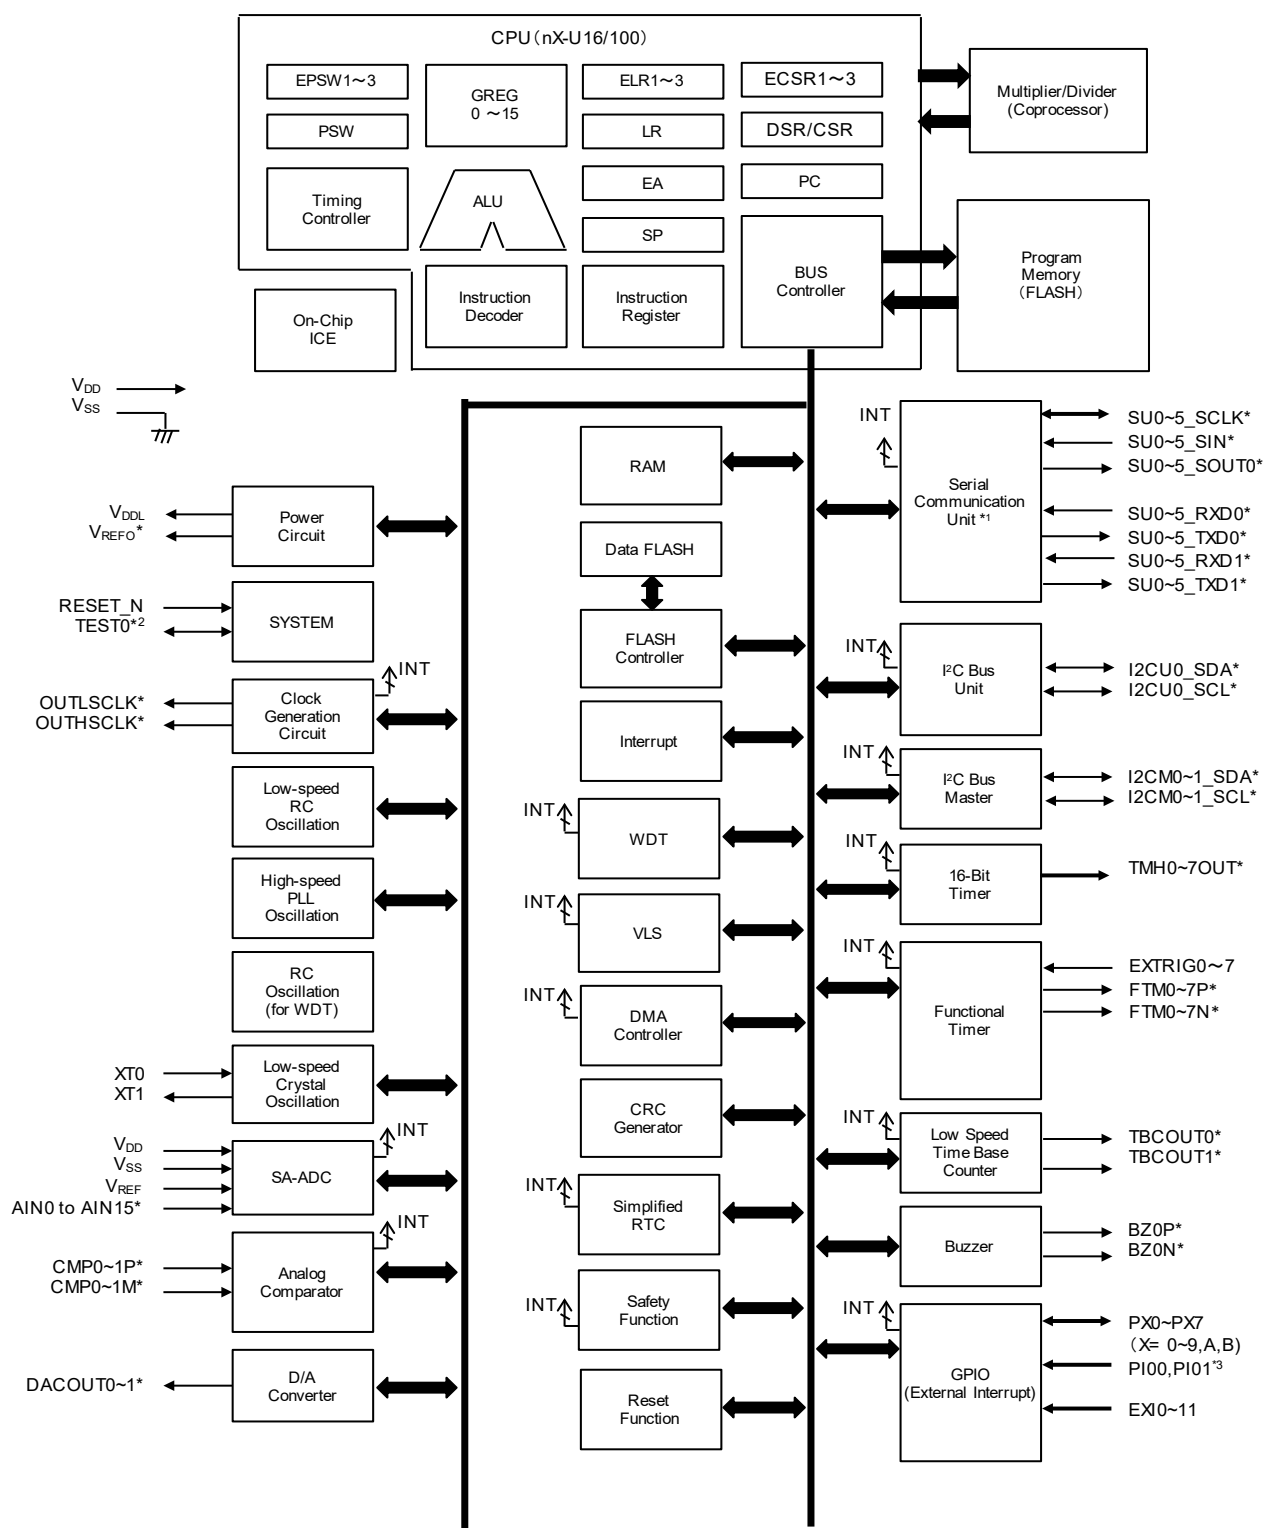 CPU（nX-U16/100）
EPSW1～3
GREG
0 ～15
ELR1～3
ECSR1～3
PSW
LR
DSR/CSR
Timing
Controller
ALU
EA
PC
SP
BUS
Controller
Instruction
Decoder
Instruction
Register
On-Chip
ICE
Multiplier/Divider
(Coprocessor)
Program
Memory
（FLASH）
VDD
VSS
VDDL
VREFO*
Power
Circuit
RESET_N
TEST0*2
SYSTEM
INT
OUTLSCLK*
OUTHSCLK*
Clock
Generation
Circuit
Low-speed
RC
Oscillation
High-speed
PLL
Oscillation
RC
Oscillation
(for WDT)
XT0
XT1
Low-speed
Crystal
Oscillation
VDD
VSS
VREF
AIN0 to AIN15*
SA-ADC
INT
CMP0~1P*
CMP0~1M*
Analog
Comparator
INT
DACOUT0~1*
D/A
Converter
RAM
Data FLASH
FLASH
Controller
Interrupt
INT
WDT
INT
VLS
INT
DMA
Controller
CRC
Generator
INT
Simplified
RTC
INT
Safety
Function
Reset
Function
INT
Serial
Communication
Unit *1
SU0~5_SCLK*
SU0~5_SIN*
SU0~5_SOUT0*
SU0~5_RXD0*
SU0~5_TXD0*
SU0~5_RXD1*
SU0~5_TXD1*
INT
I2C Bus
Unit
I2CU0_SDA*
I2CU0_SCL*
INT
I2C Bus
Master
I2CM0~1_SDA*
I2CM0~1_SCL*
INT
16-Bit
Timer
TMH0~7OUT*
INT
Functional
Timer
EXTRIG0～7
FTM0~7P*
FTM0~7N*
INT
Low Speed
Time Base
Counter
TBCOUT0*
TBCOUT1*
Buzzer
BZ0P*
BZ0N*
INT
GPIO
(External Interrupt)
PX0~PX7
（X= 0~9,A,B)
PI00,PI01*3
EXI0~11